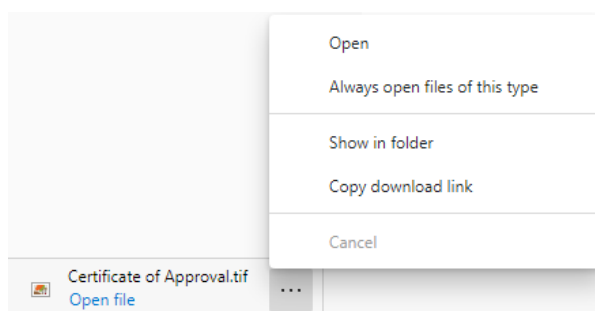 Open
Always open files of this type
Show in folder
Copy download link
Cancel
Certificate of Approval.tif
Open file
...